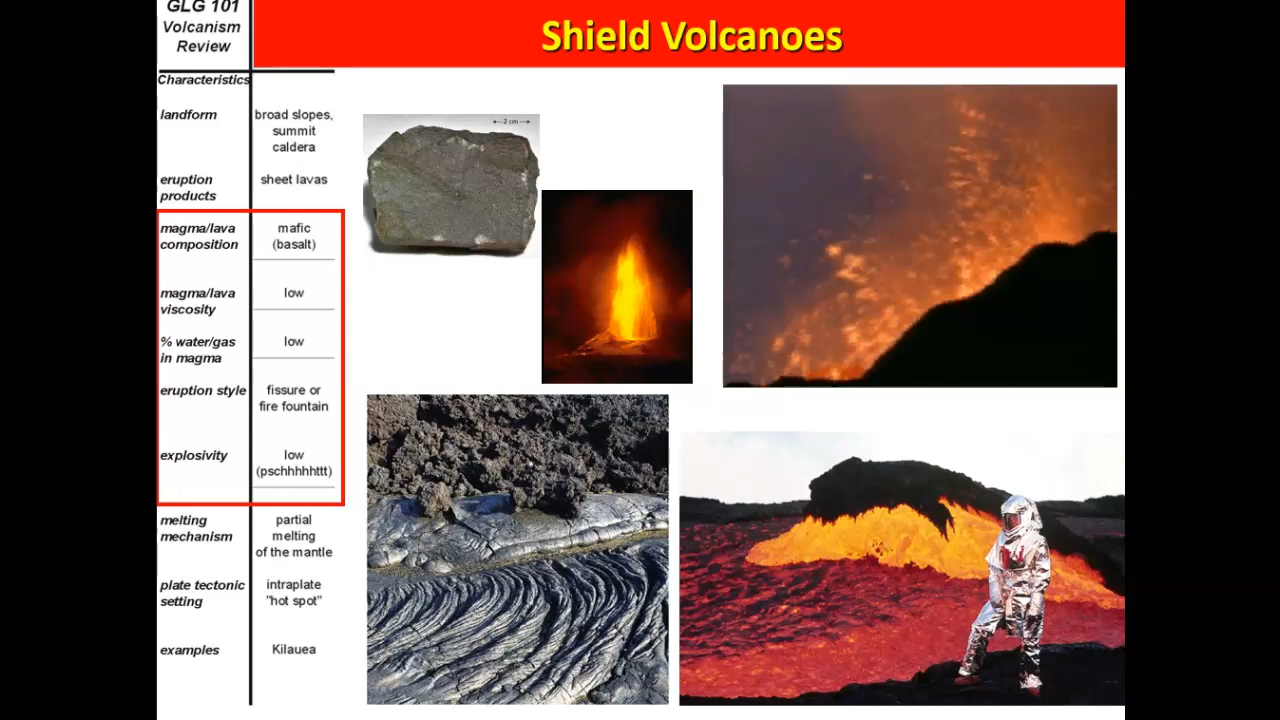 GLG 101
Volcanism
Review
Shield Volcanoes
Characteristics
landform
broad slopes,
summit
caldera
eruption
products
sheet lavas
magma/lava
composition
mafic
(basalt)
magma/lava
viscosity
low
% water/gas
in magma
low
eruption style
fissure or
fire fountain
explosivity
low
(pschhhhhttt)
melting
mechanism
partial
melting
of the mantle
plate tectonic
setting
intraplate
"hot spot"
examples
Kilauea
2 cm